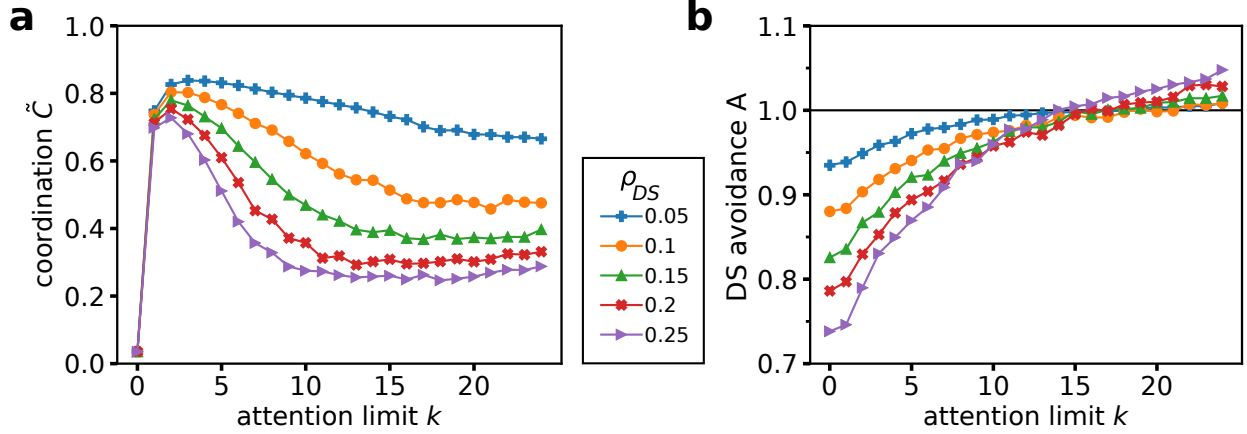 a
1.0
0.8
0.6
0.4
0.2
0.0
coordination C̃
0 5 10 15 20
attention limit k
ρDS
0.05
0.1
0.15
0.2
0.25
b
1.1
1.0
0.9
0.8
0.7
DS avoidance A
0 5 10 15 20
attention limit k